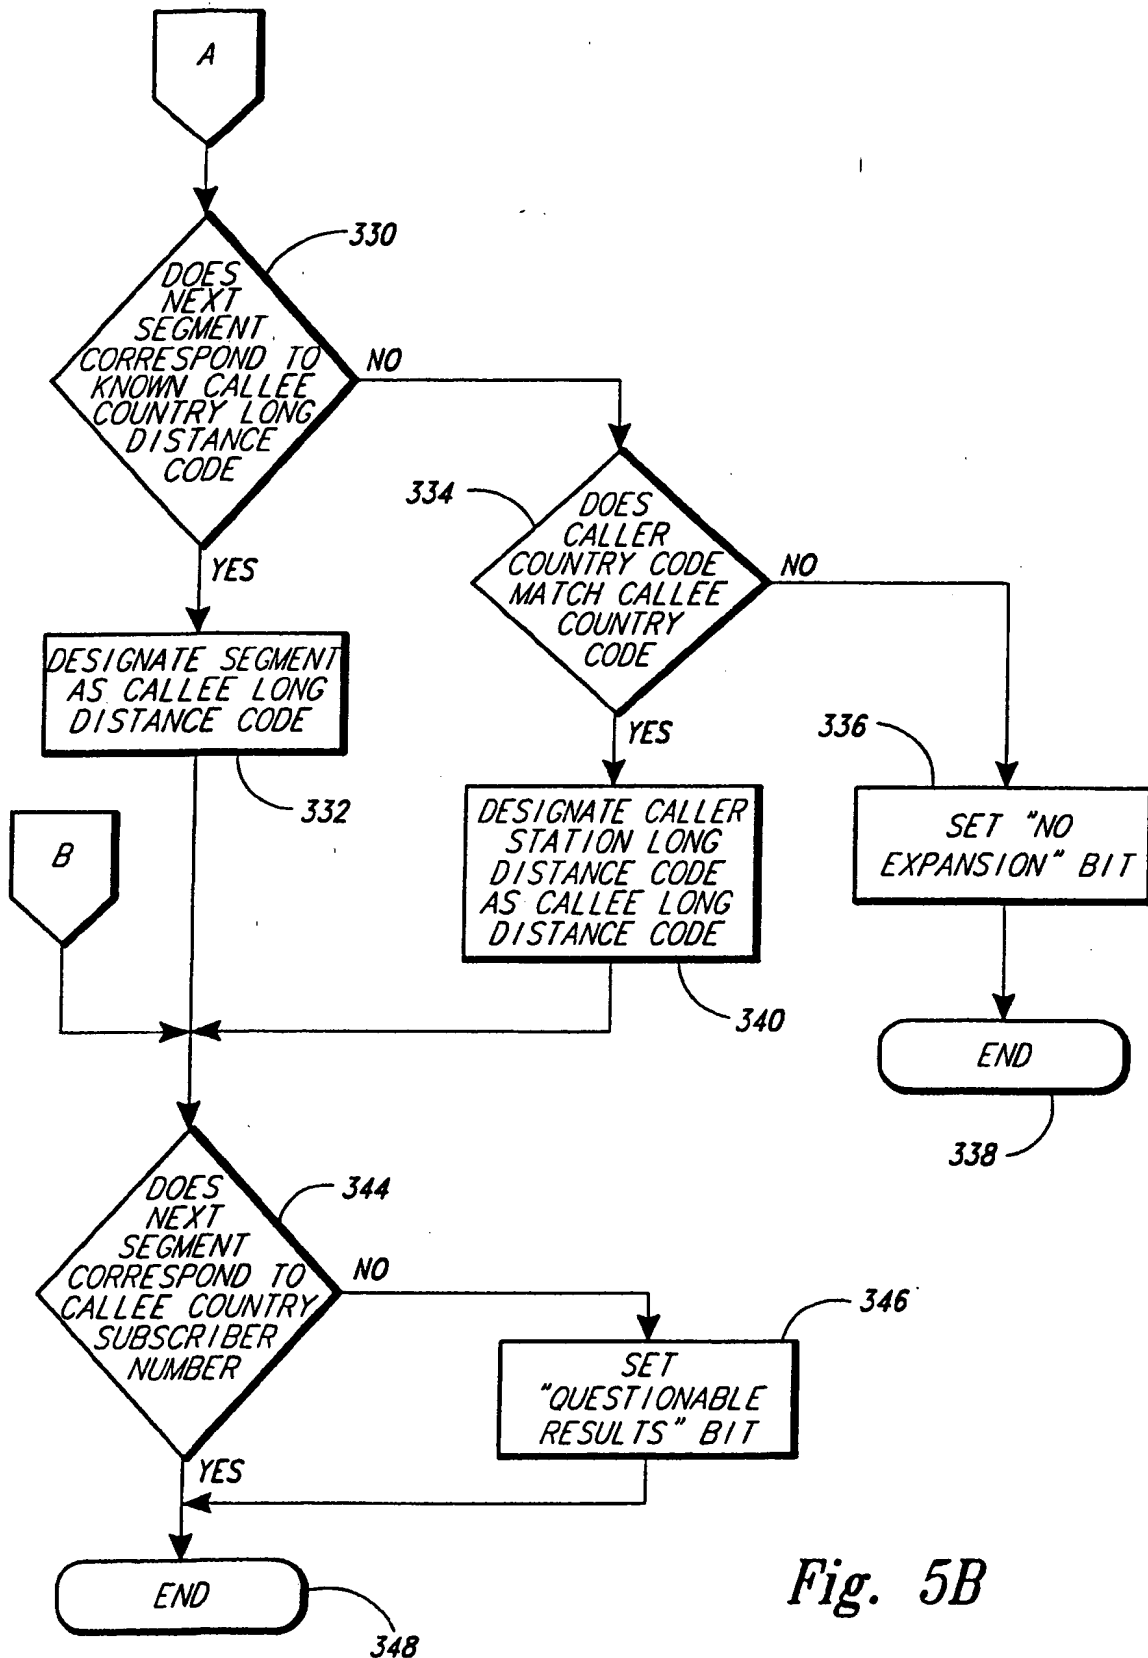 A
330
DOES
NEXT
SEGMENT
CORRESPOND TO
KNOWN CALLEE
COUNTRY LONG
DISTANCE
CODE
NO
YES
334
DOES
CALLER
COUNTRY CODE
MATCH CALLEE
COUNTRY
CODE
NO
YES
DESIGNATE SEGMENT
AS CALLEE LONG
DISTANCE CODE
332
B
DESIGNATE CALLER
STATION LONG
DISTANCE CODE
AS CALLEE LONG
DISTANCE CODE
340
336
SET "NO
EXPANSION" BIT
END
338
DOES
NEXT
SEGMENT
CORRESPOND TO
CALLEE COUNTRY
SUBSCRIBER
NUMBER
344
NO
YES
346
SET
"QUESTIONABLE
RESULTS" BIT
END
348
Fig. 5B